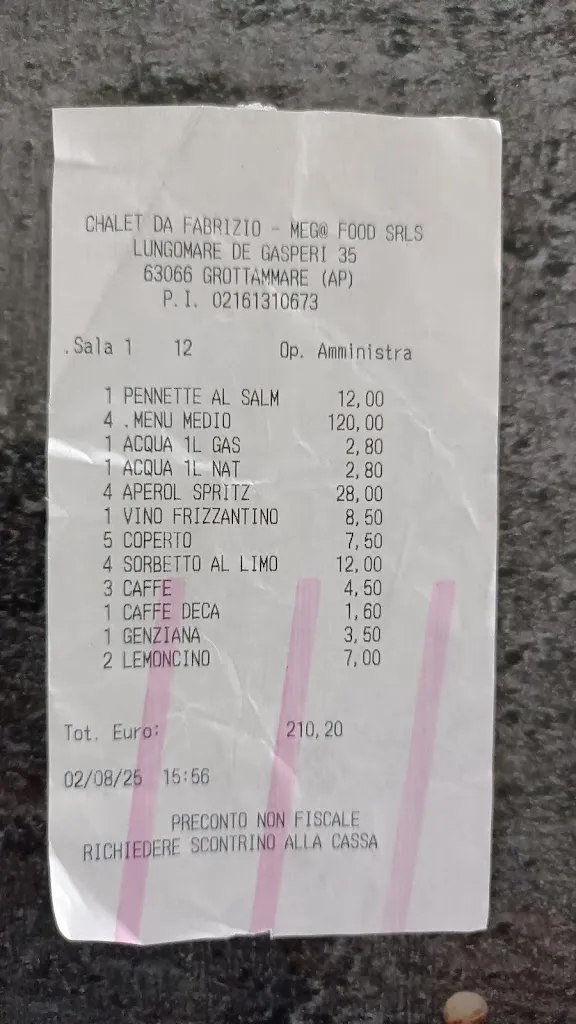 CHALET DA FABRIZIO - MEG@ FOOD SRLS
LUNGOMARE DE GASPERI 35
63066 GROTTAMMARE (AP)
P.I. 02161310673
.Sala 1 12 Op. Amministra
1 PENNETTE AL SALM 12,00
4 .MENU MEDIO 120,00
1 ACQUA 1L GAS 2,80
1 ACQUA 1L NAT 2,80
4 APEROL SPRITZ 28,00
1 VINO FRIZZANTINO 8,50
5 COPERTO 7,50
4 SORBETTO AL LIMO 12,00
3 CAFFE 4,50
1 CAFFE DECA 1,60
1 GENZIANA 3,50
2 LEMONCINO 7,00
Tot. Euro: 210,20
02/08/25 15:56
PRECONTO NON FISCALE
RICHIEDERE SCONTRINO ALLA CASSA